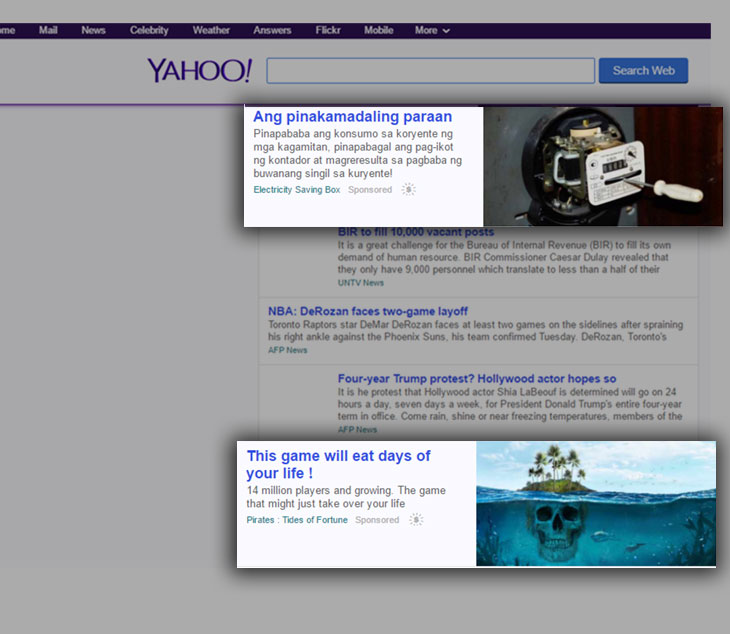 Mail News Celebrity Weather Answers Flickr Mobile More
YAHOO!
Search Web
Ang pinakamadaling paraan
Pinapababa ang konsumo sa koryente ng
mga kagamitan, pinapabagal ang pag-ikot
ng kontador at magreresulta sa pagbaba ng
buwanang singil sa kuryente!
Electricity Saving Box Sponsored $
BIR to fill 10,000 vacant posts
It is a great challenge for the Bureau of Internal Revenue (BIR) to fill its own
demand of human resource. BIR Commissioner Caesar Dulay revealed that
they only have 9,000 personnel which translate to less than a half of their
UNTV News
NBA: DeRozan faces two-game layoff
Toronto Raptors star DeMar DeRozan faces at least two games on the sidelines after spraining
his right ankle against the Phoenix Suns, his team confirmed Tuesday. DeRozan, Toronto's
AFP News
Four-year Trump protest? Hollywood actor hopes so
It is he protest that Hollywood actor Shia LaBeouf is determined will go on 24
hours a day, seven days a week, for President Donald Trump's entire four-year
term in office. Come rain, shine or near freezing temperatures, members of the
AFP News
This game will eat days of
your life !
14 million players and growing. The game
that might just take over your life
Pirates : Tides of Fortune Sponsored $